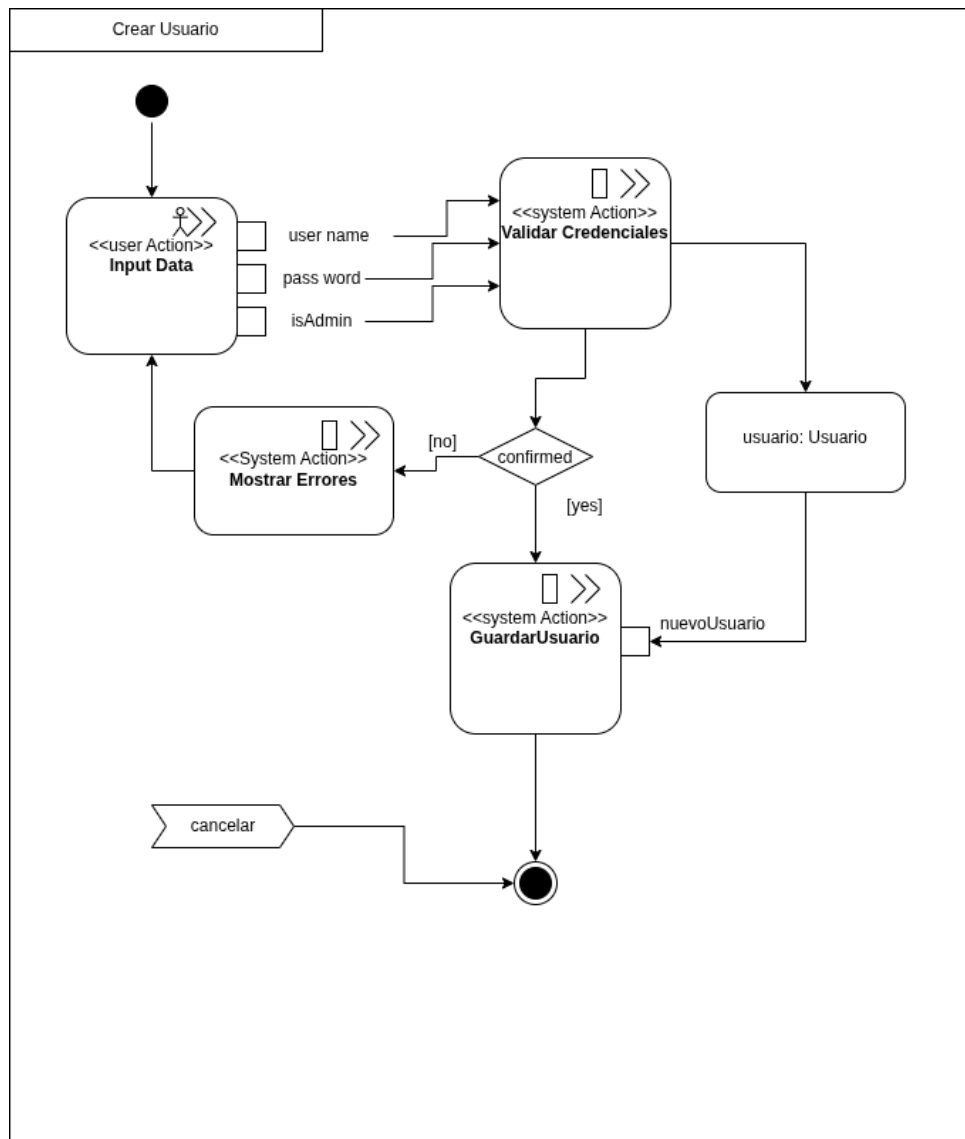 Crear Usuario
<<user Action>>
Input Data
user name
pass word
isAdmin
<<system Action>>
Validar Credenciales
<<System Action>>
Mostrar Errores
[no]
confirmed
[yes]
usuario: Usuario
<<system Action>>
GuardarUsuario
nuevoUsuario
cancelar